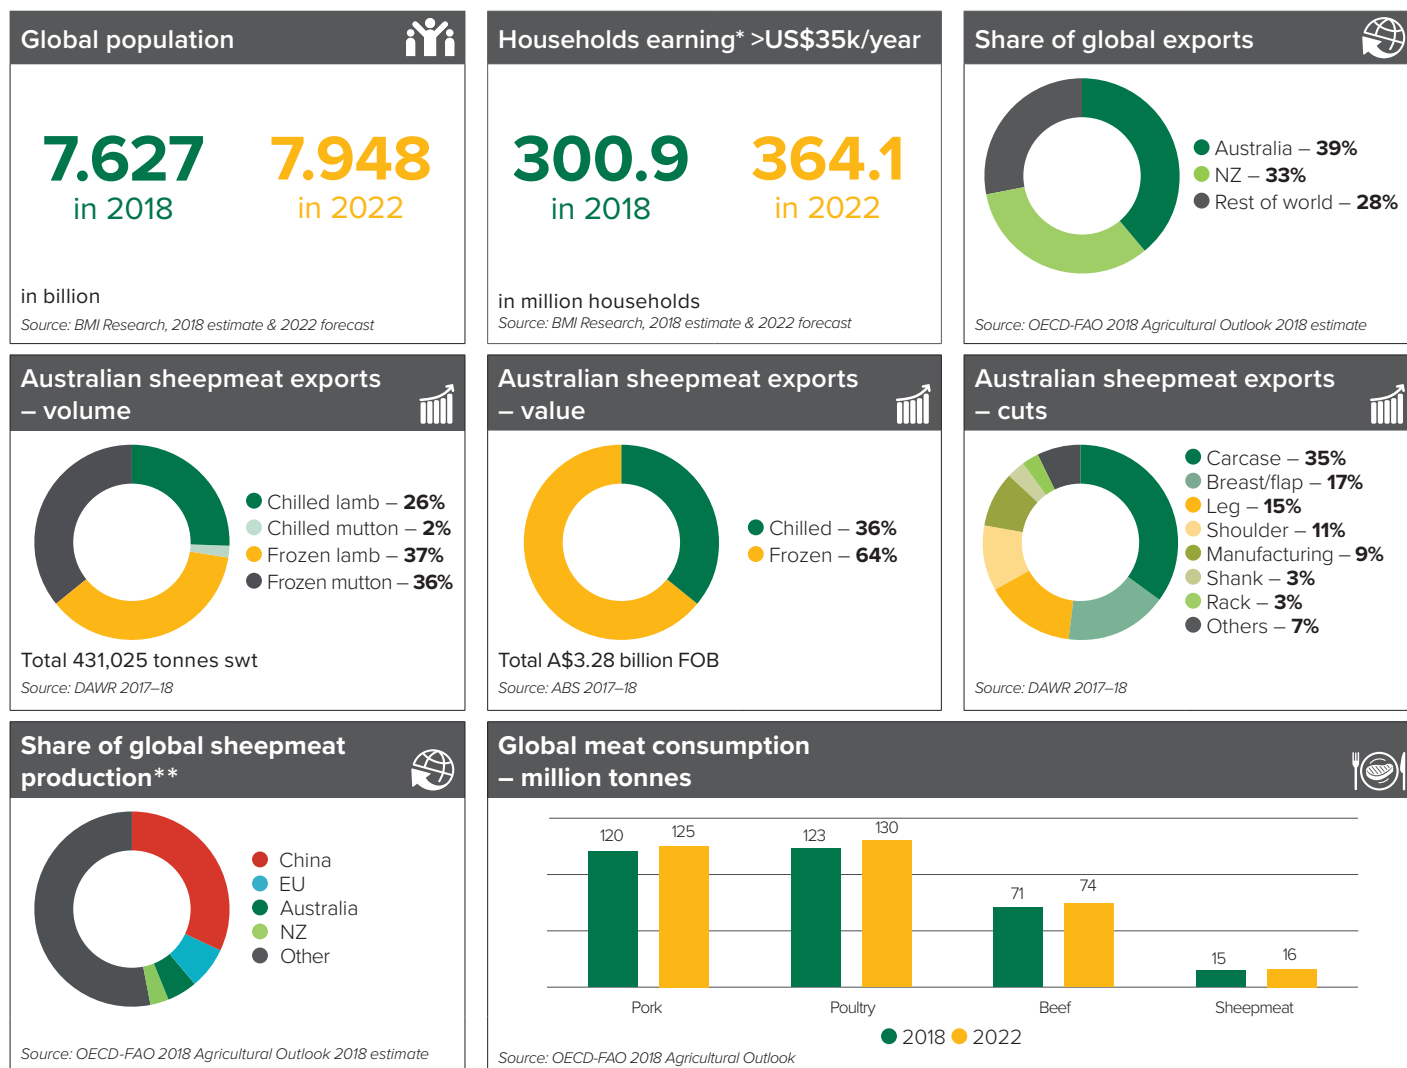 Global population
7.627
in 2018
7.948
in 2022
in billion
Source: BMI Research, 2018 estimate & 2022 forecast
Households earning* >US$35k/year
300.9
in 2018
364.1
in 2022
in million households
Source: BMI Research, 2018 estimate & 2022 forecast
Share of global exports
Australia – 39%
NZ – 33%
Rest of world – 28%
Source: OECD-FAO 2018 Agricultural Outlook 2018 estimate
Australian sheepmeat exports
– volume
Chilled lamb – 26%
Chilled mutton – 2%
Frozen lamb – 37%
Frozen mutton – 36%
Total 431,025 tonnes swt
Source: DAWR 2017–18
Australian sheepmeat exports
– value
Chilled – 36%
Frozen – 64%
Total A$3.28 billion FOB
Source: ABS 2017–18
Australian sheepmeat exports
– cuts
Carcase – 35%
Breast/flap – 17%
Leg – 15%
Shoulder – 11%
Manufacturing – 9%
Shank – 3%
Rack – 3%
Others – 7%
Source: DAWR 2017–18
Share of global sheepmeat
production**
China
EU
Australia
NZ
Other
Source: OECD-FAO 2018 Agricultural Outlook 2018 estimate
Global meat consumption
– million tonnes
120 125 123 130 71 74 15 16
Pork Poultry Beef Sheepmeat
2018 2022
Source: OECD-FAO 2018 Agricultural Outlook